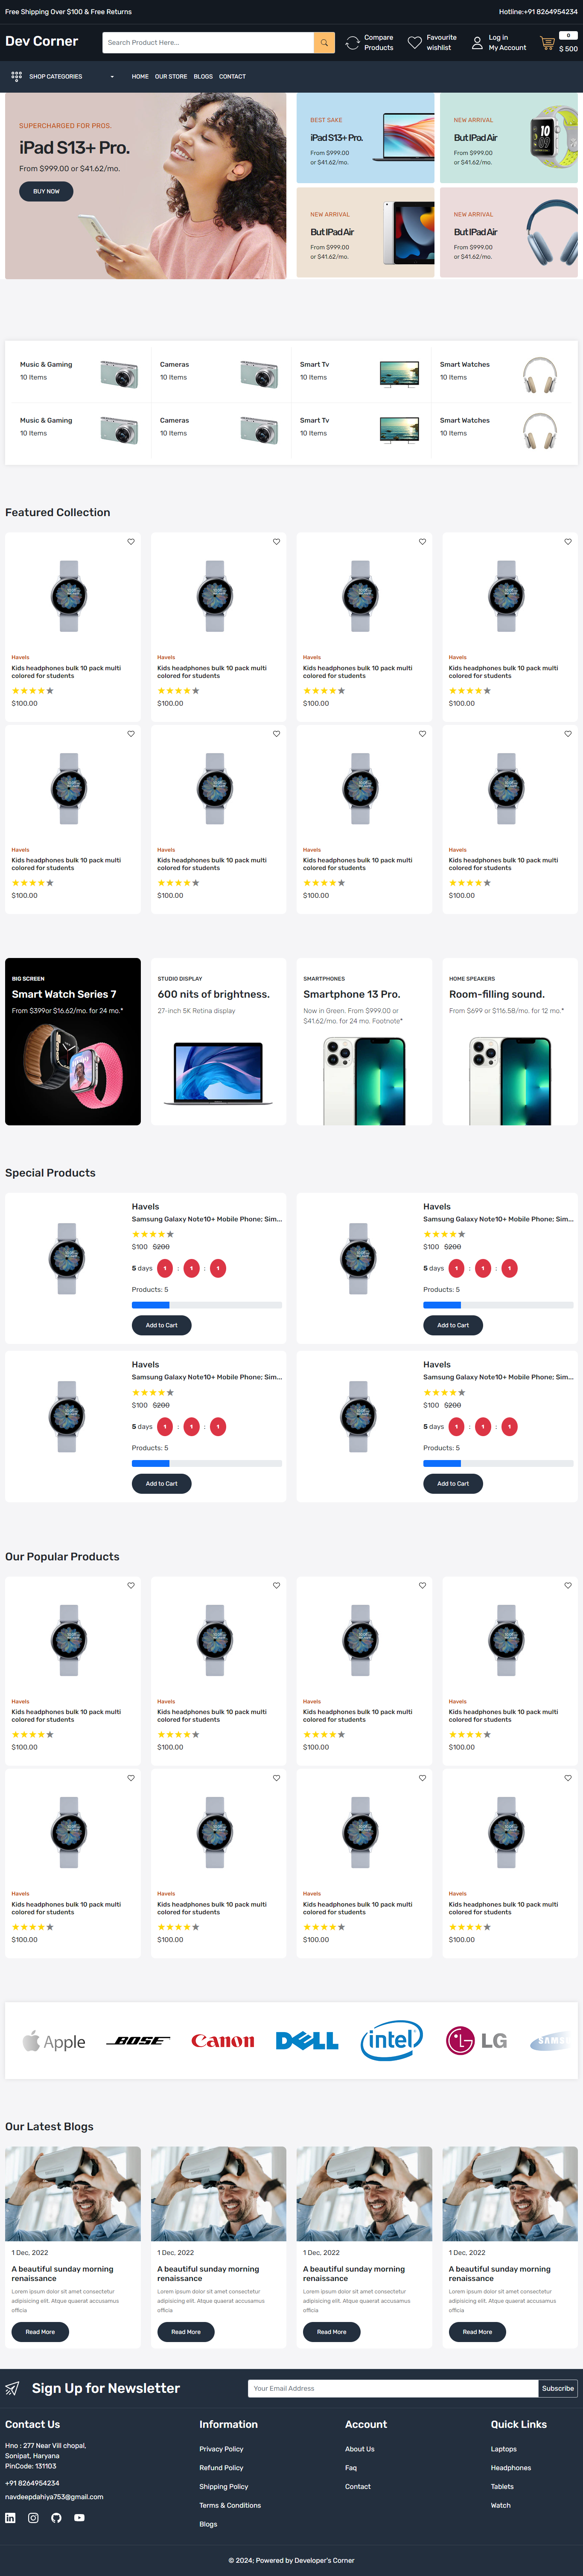 Free Shipping Over $100 & Free Returns
Hotline:+91 8264954234
Dev Corner
Search Product Here...
Compare
Products
Favourite
wishlist
Log in
My Account
0
$ 500
SHOP CATEGORIES
HOME OUR STORE BLOGS CONTACT
SUPERCHARGED FOR PROS.
iPad S13+ Pro.
From $999.00 or $41.62/mo.
BUY NOW
BEST SAKE
iPad S13+ Pro.
From $999.00
or $41.62/mo.
NEW ARRIVAL
But IPad Air
From $999.00
or $41.62/mo.
NEW ARRIVAL
But IPad Air
From $999.00
or $41.62/mo.
NEW ARRIVAL
But IPad Air
From $999.00
or $41.62/mo.
Music & Gaming
10 Items
Cameras
10 Items
Smart Tv
10 Items
Smart Watches
10 Items
Music & Gaming
10 Items
Cameras
10 Items
Smart Tv
10 Items
Smart Watches
10 Items
Featured Collection
Havels
Kids headphones bulk 10 pack multi
colored for students
$100.00
Havels
Kids headphones bulk 10 pack multi
colored for students
$100.00
Havels
Kids headphones bulk 10 pack multi
colored for students
$100.00
Havels
Kids headphones bulk 10 pack multi
colored for students
$100.00
Havels
Kids headphones bulk 10 pack multi
colored for students
$100.00
Havels
Kids headphones bulk 10 pack multi
colored for students
$100.00
Havels
Kids headphones bulk 10 pack multi
colored for students
$100.00
Havels
Kids headphones bulk 10 pack multi
colored for students
$100.00
BIG SCREEN
Smart Watch Series 7
From $399or $16.62/mo. for 24 mo.*
STUDIO DISPLAY
600 nits of brightness.
27-inch 5K Retina display
SMARTPHONES
Smartphone 13 Pro.
Now in Green. From $999.00 or
$41.62/mo. for 24 mo. Footnote*
HOME SPEAKERS
Room-filling sound.
From $699 or $116.58/mo. for 12 mo.*
Special Products
Havels
Samsung Galaxy Note10+ Mobile Phone; Sim...
$100 $200
5 days 1 : 1 : 1
Products: 5
Add to Cart
Havels
Samsung Galaxy Note10+ Mobile Phone; Sim...
$100 $200
5 days 1 : 1 : 1
Products: 5
Add to Cart
Havels
Samsung Galaxy Note10+ Mobile Phone; Sim...
$100 $200
5 days 1 : 1 : 1
Products: 5
Add to Cart
Havels
Samsung Galaxy Note10+ Mobile Phone; Sim...
$100 $200
5 days 1 : 1 : 1
Products: 5
Add to Cart
Our Popular Products
Havels
Kids headphones bulk 10 pack multi
colored for students
$100.00
Havels
Kids headphones bulk 10 pack multi
colored for students
$100.00
Havels
Kids headphones bulk 10 pack multi
colored for students
$100.00
Havels
Kids headphones bulk 10 pack multi
colored for students
$100.00
Havels
Kids headphones bulk 10 pack multi
colored for students
$100.00
Havels
Kids headphones bulk 10 pack multi
colored for students
$100.00
Havels
Kids headphones bulk 10 pack multi
colored for students
$100.00
Havels
Kids headphones bulk 10 pack multi
colored for students
$100.00
Apple BOSE Canon DELL intel LG SAMS
Our Latest Blogs
1 Dec, 2022
A beautiful sunday morning
renaissance
Lorem ipsum dolor sit amet consectetur
adipisicing elit. Atque quaerat accusamus
officia
Read More
1 Dec, 2022
A beautiful sunday morning
renaissance
Lorem ipsum dolor sit amet consectetur
adipisicing elit. Atque quaerat accusamus
officia
Read More
1 Dec, 2022
A beautiful sunday morning
renaissance
Lorem ipsum dolor sit amet consectetur
adipisicing elit. Atque quaerat accusamus
officia
Read More
1 Dec, 2022
A beautiful sunday morning
renaissance
Lorem ipsum dolor sit amet consectetur
adipisicing elit. Atque quaerat accusamus
officia
Read More
Sign Up for Newsletter
Your Email Address
Subscribe
Contact Us
Hno : 277 Near Vill chopal,
Sonipat, Haryana
PinCode: 131103
+91 8264954234
navdeepdahiya753@gmail.com
Information
Privacy Policy
Refund Policy
Shipping Policy
Terms & Conditions
Blogs
Account
About Us
Faq
Contact
Quick Links
Laptops
Headphones
Tablets
Watch
© 2024; Powered by Developer's Corner